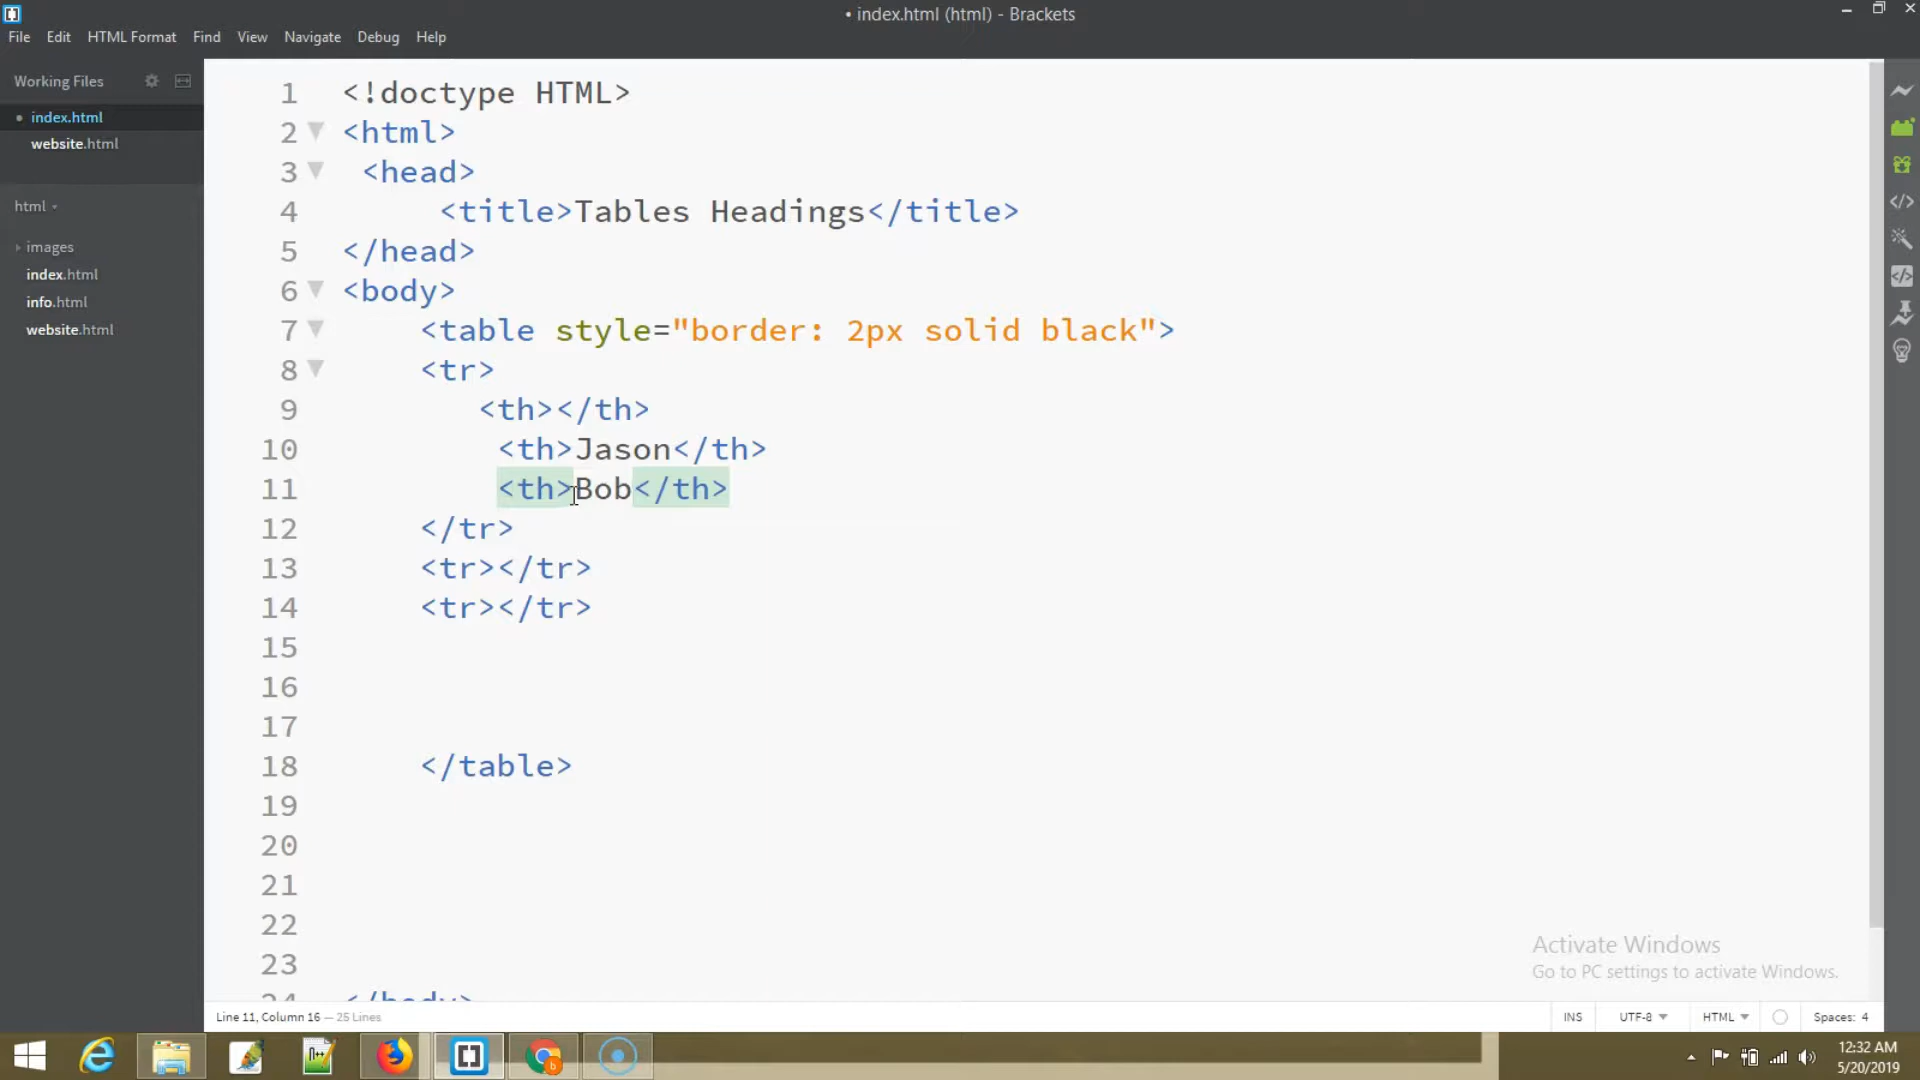 • index.html (html) - Brackets
File Edit HTML Format Find View Navigate Debug Help
Working Files
• index.html
website.html
html
images
index.html
info.html
website.html
1 <!doctype HTML>
2 <html>
3 <head>
4 <title>Tables Headings</title>
5 </head>
6 <body>
7 <table style="border: 2px solid black">
8 <tr>
9 <th></th>
10 <th>Jason</th>
11 <th>Bob</th>
12 </tr>
13 <tr></tr>
14 <tr></tr>
15
16
17
18 </table>
19
20
21
22
23
24 </body>
Activate Windows
Go to PC settings to activate Windows.
Line 11, Column 16 — 25 Lines
INS UTF-8 HTML Spaces: 4
12:32 AM
5/20/2019